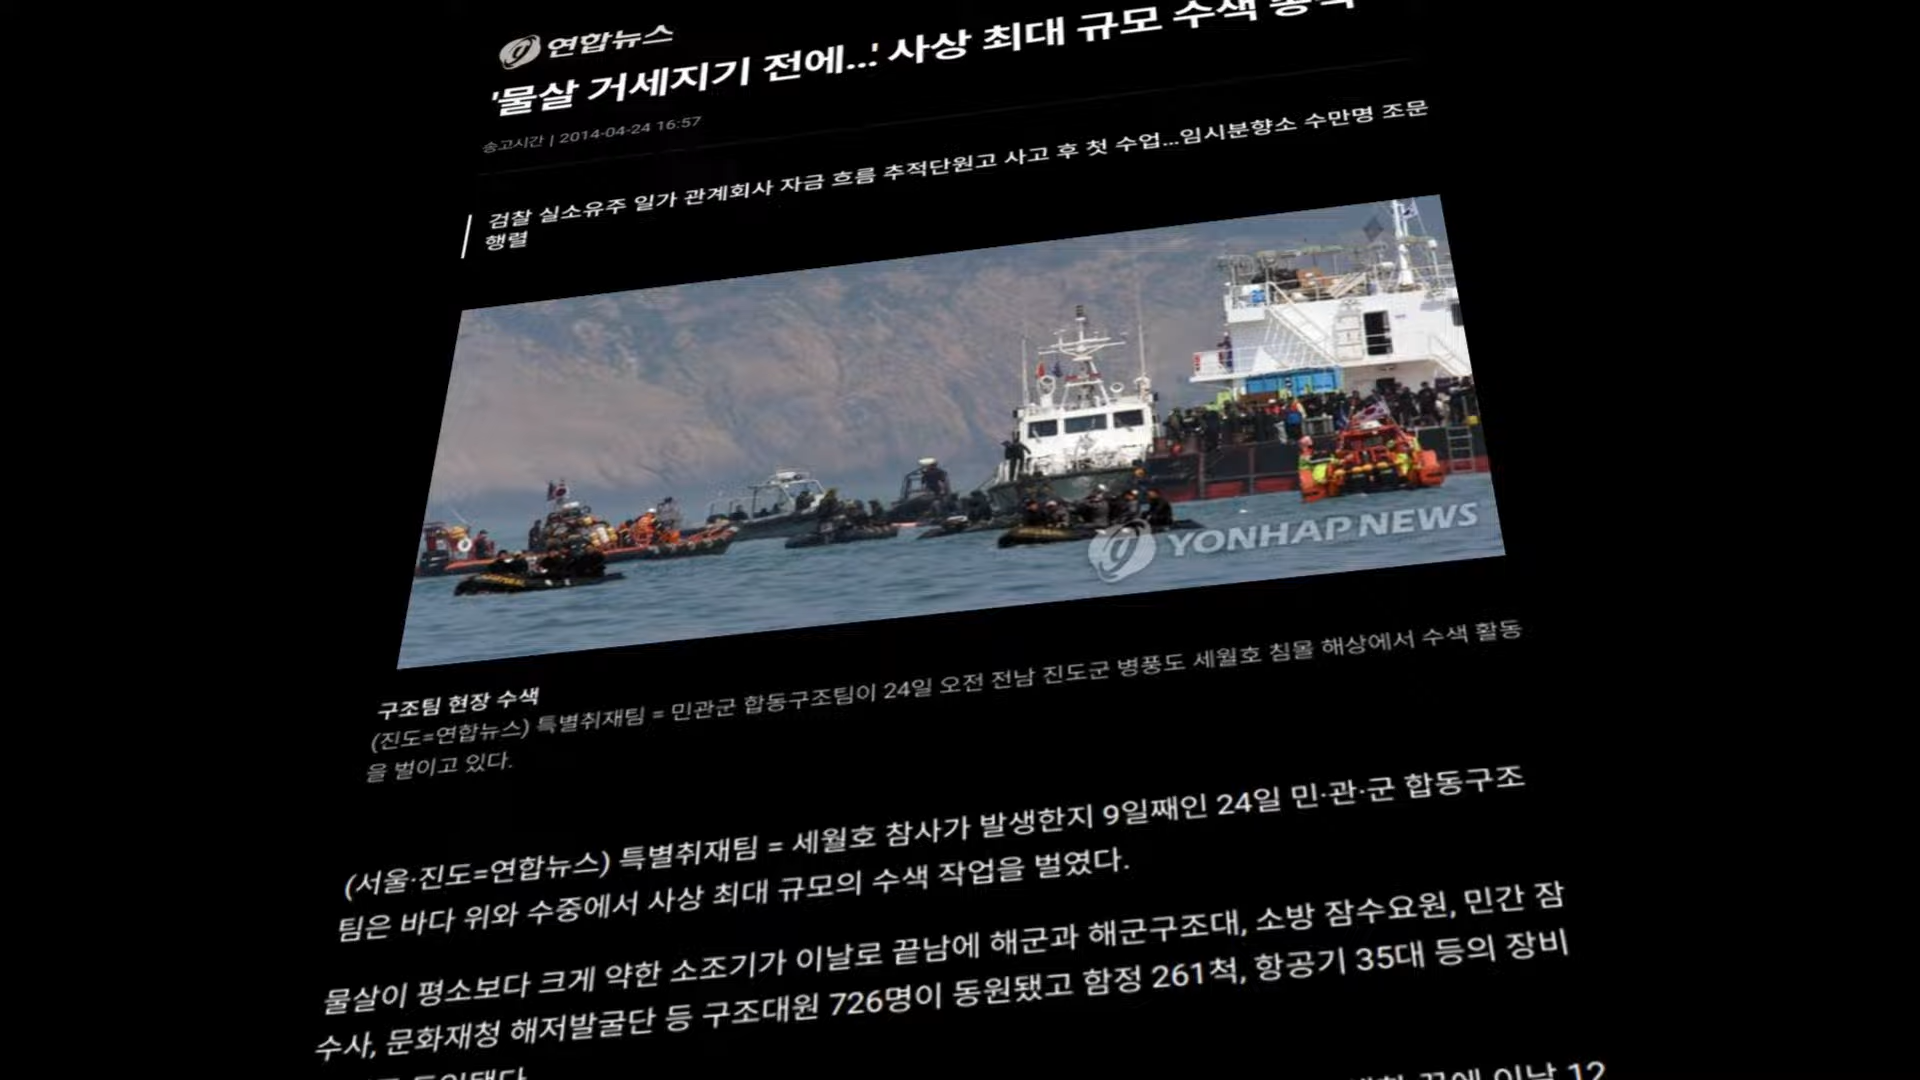 연합뉴스
'물살 거세지기 전에...' 사상 최대 규모 수색
송고시간 | 2014-04-24 16:57
검찰 실소유주 일가 관계회사 자금 흐름 추적단원고 사고 후 첫 수업...임시분향소 수만명 조문
행렬
YONHAP NEWS
구조팀 현장 수색
(진도=연합뉴스) 특별취재팀 = 민관군 합동구조팀이 24일 오전 전남 진도군 병풍도 세월호 침몰 해상에서 수색 활동
을 벌이고 있다.
(서울·진도=연합뉴스) 특별취재팀 = 세월호 참사가 발생한지 9일째인 24일 민·관·군 합동구조
팀은 바다 위와 수중에서 사상 최대 규모의 수색 작업을 벌였다.
물살이 평소보다 크게 약한 소조기가 이날로 끝남에 해군과 해군구조대, 소방 잠수요원, 민간 잠
수사, 문화재청 해저발굴단 등 구조대원 726명이 동원됐고 함정 261척, 항공기 35대 등의 장비
끝에 이날 12